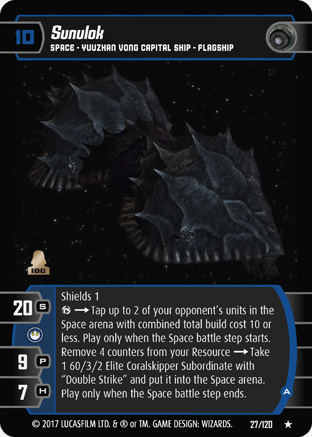 10 Sunulok
SPACE - YUUZHAN VONG CAPITAL SHIP - FLAGSHIP
IDC
20 S
9 P
7 H
Shields 1
→Tap up to 2 of your opponent's units in the
Space arena with combined total build cost 10 or
less. Play only when the Space battle step starts.
Remove 4 counters from your Resource →Take
1 60/3/2 Elite Coralskipper Subordinate with
"Double Strike" and put it into the Space arena.
Play only when the Space battle step ends.
A
© 2017 LUCASFILM LTD. & ® or TM. GAME DESIGN: WIZARDS. 27/120 ★